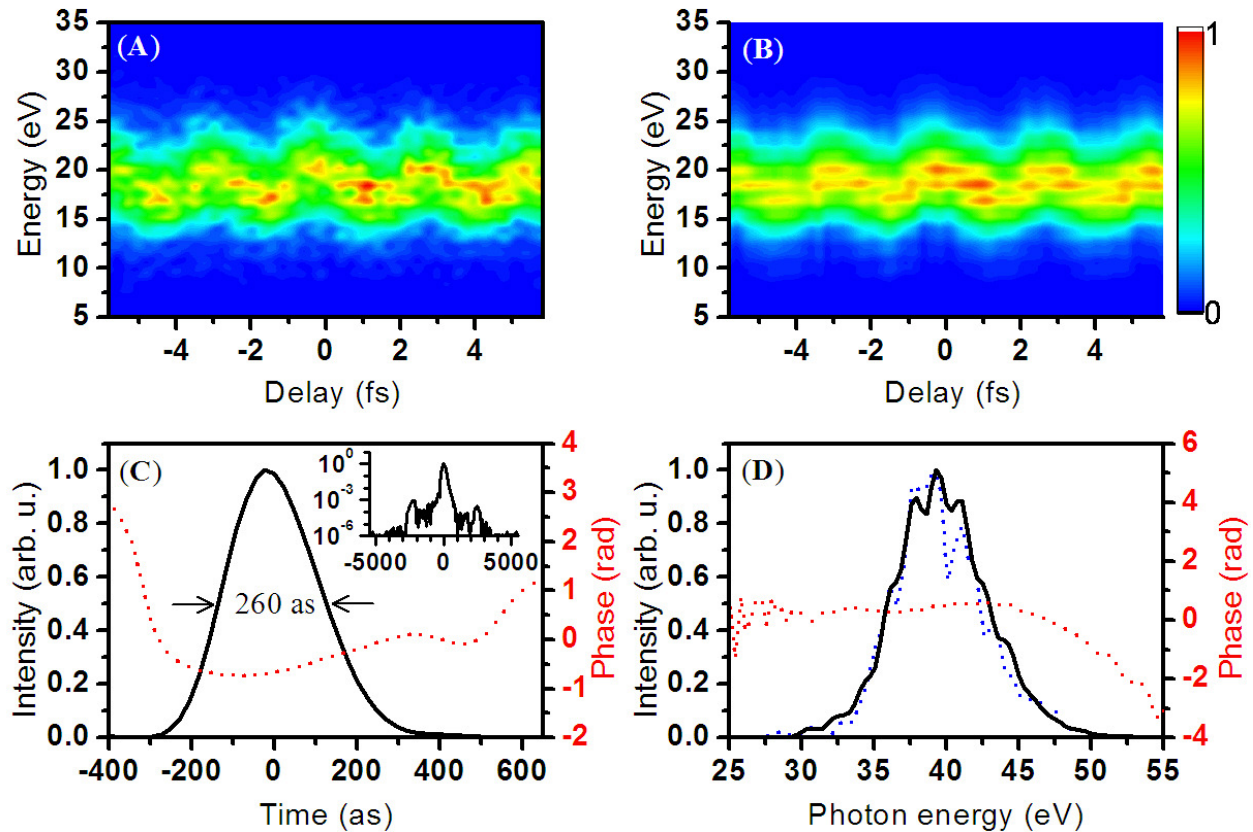 (A)
Energy (eV)
35
30
25
20
15
10
5
-4 -2 0 2 4
Delay (fs)
(B)
Energy (eV)
35
30
25
20
15
10
5
-4 -2 0 2 4
Delay (fs)
1
0
(C)
Intensity (arb. u.)
1.0
0.8
0.6
0.4
0.2
0.0
-400 -200 0 200 400 600
Time (as)
260 as
10^0
10^-3
10^-6
-5000 0 5000
4
3
2
1
0
-1
-2
Phase (rad)
(D)
Intensity (arb. u.)
1.0
0.8
0.6
0.4
0.2
0.0
25 30 35 40 45 50 55
Photon energy (eV)
6
4
2
0
-2
-4
Phase (rad)